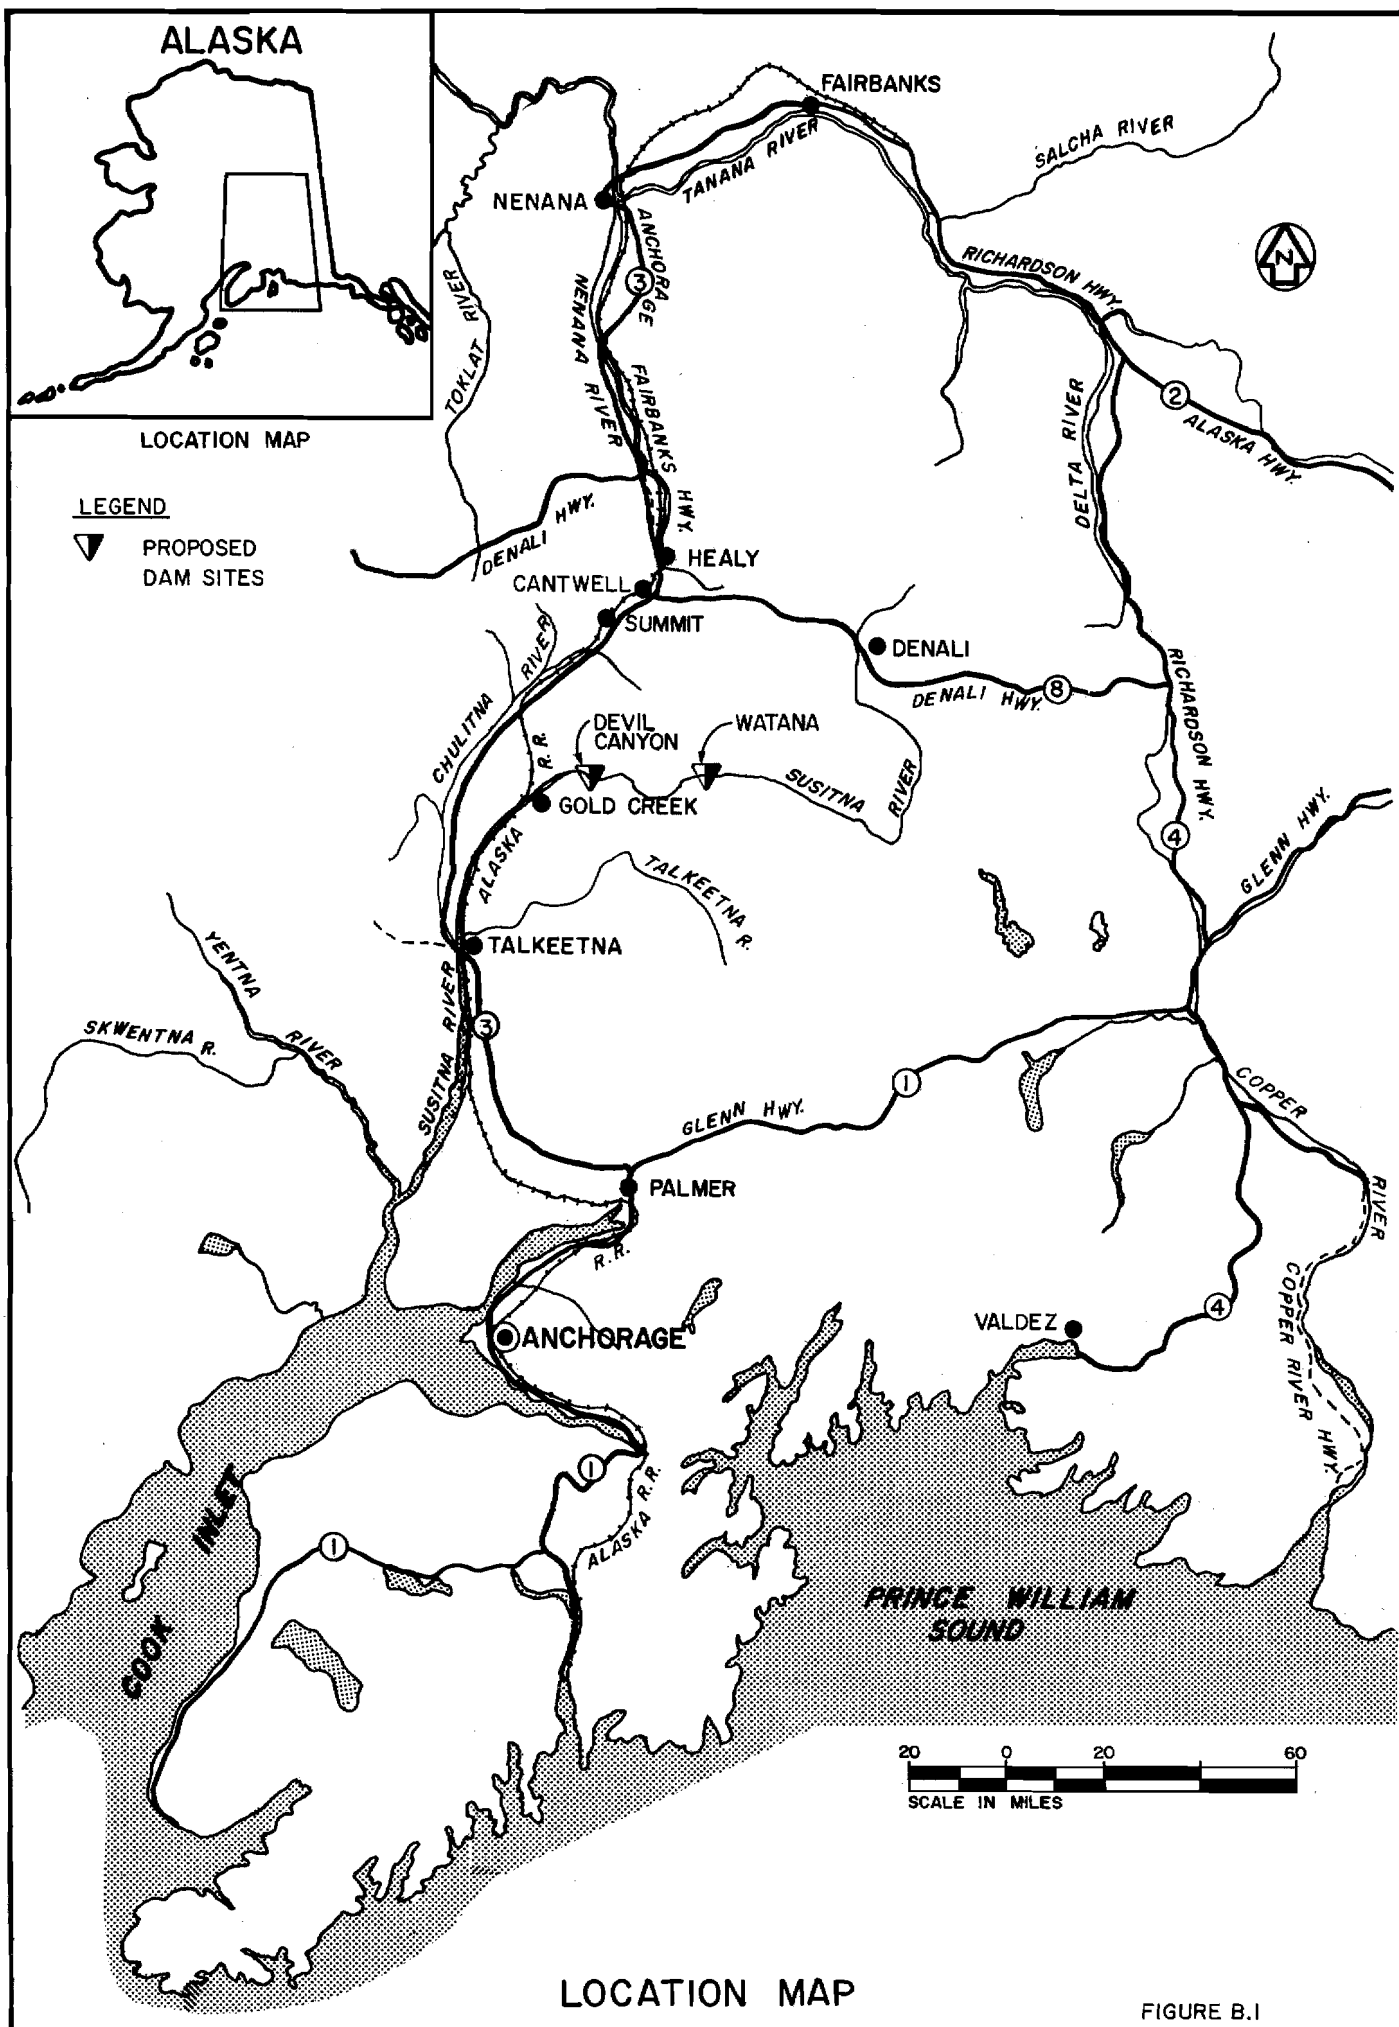 ALASKA
LOCATION MAP
LEGEND
PROPOSED
DAM SITES
FAIRBANKS
SALCHA RIVER
TANANA RIVER
NENANA
N
ANCHORAGE
3
RICHARDSON HWY.
TOKLAT RIVER
NENANA RIVER
FAIRBANKS HWY.
2
ALASKA HWY.
DELTA RIVER
DENALI HWY.
HEALY
CANTWELL
SUMMIT
DENALI
DENALI HWY.
8
RICHARDSON HWY.
CHULITNA RIVER
R. R.
DEVIL
CANYON
WATANA
SUSITNA RIVER
GOLD CREEK
ALASKA
4
GLENN HWY.
TALKEETNA R.
TALKEETNA
YENTNA RIVER
SKWENTNA R.
SUSITNA RIVER
3
1
GLENN HWY.
COPPER RIVER
PALMER
R. R.
COPPER RIVER HWY.
4
VALDEZ
ANCHORAGE
1
ALASKA R.R.
1
COOK INLET
PRINCE WILLIAM
SOUND
20 0 20 60
SCALE IN MILES
LOCATION MAP
FIGURE B.1